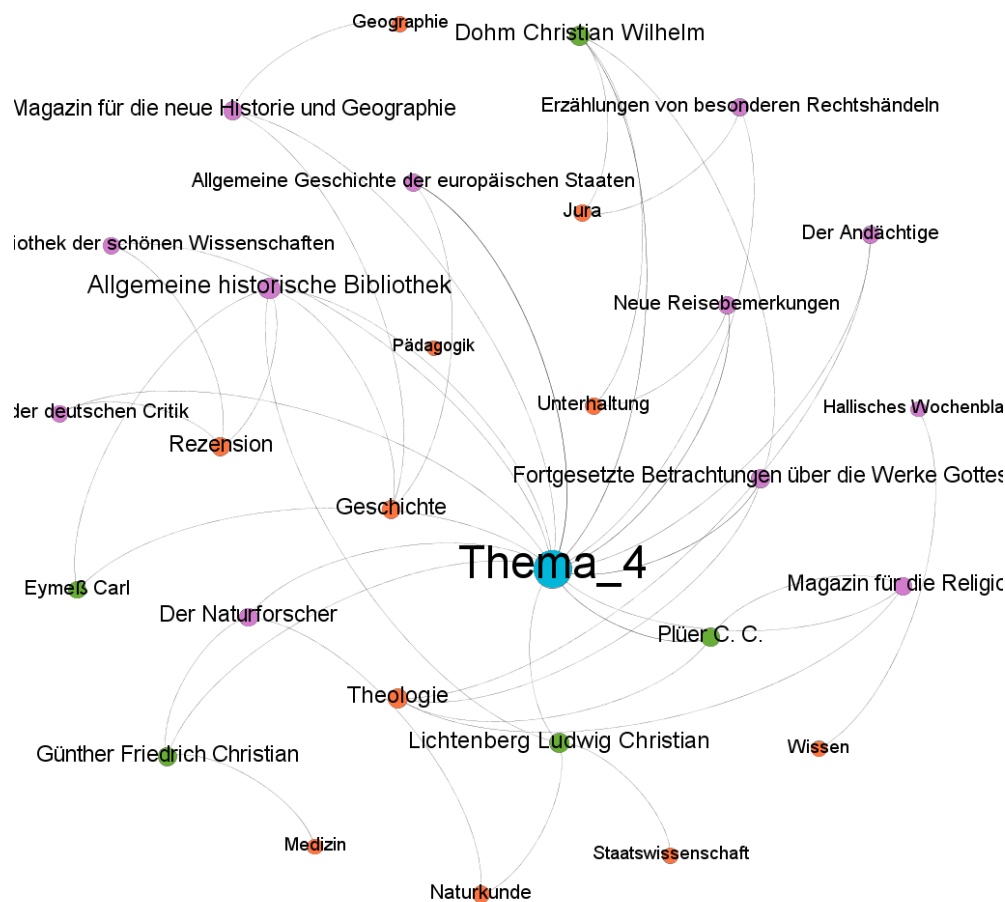 Geographie
Dohm Christian Wilhelm
Magazin für die neue Historie und Geographie
Erzählungen von besonderen Rechtshändeln
Allgemeine Geschichte der europäischen Staaten
Jura
Der Andächtige
iothek der schönen Wissenschaften
Allgemeine historische Bibliothek
Neue Reisebemerkungen
Pädagogik
Unterhaltung
Hallisches Wochenbla
der deutschen Critik
Rezension
Fortgesetzte Betrachtungen über die Werke Gottes
Geschichte
Thema_4
Eymeß Carl
Magazin für die Religio
Der Naturforscher
Plüer C. C.
Theologie
Lichtenberg Ludwig Christian
Wissen
Günther Friedrich Christian
Medizin
Staatswissenschaft
Naturkunde